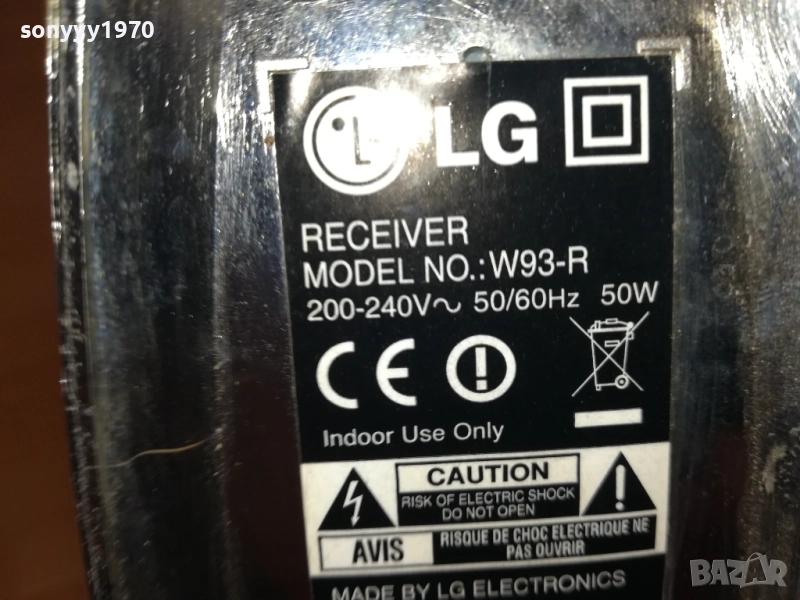 sonyyy1970
LG
RECEIVER
MODEL NO.: W93-R
200-240V~ 50/60Hz 50W
CE
Indoor Use Only
CAUTION
RISK OF ELECTRIC SHOCK
DO NOT OPEN
AVIS
RISQUE DE CHOC ELECTRIQUE NE
PAS OUVRIR
MADE BY LG ELECTRONICS
BAZAR